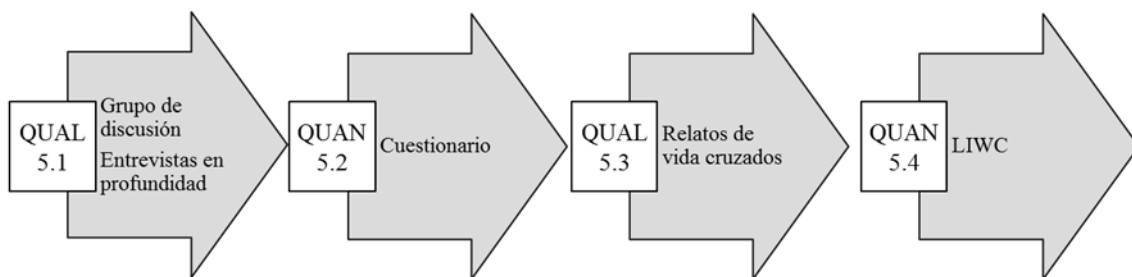 QUAL
5.1
Grupo de
discusión
Entrevistas en
profundidad
QUAN
5.2
Cuestionario
QUAL
5.3
Relatos de
vida cruzados
QUAN
5.4
LIWC